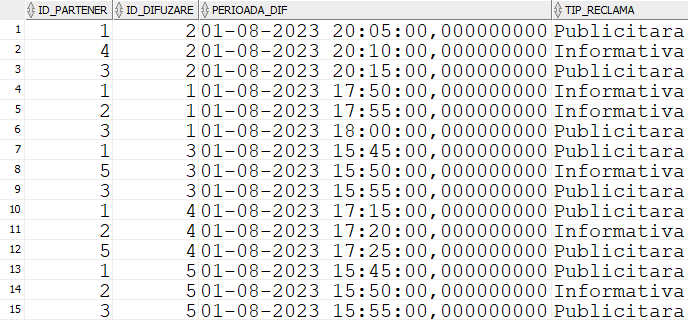 ID_PARTENER ID_DIFUZARE PERIOADA_DIF TIP_RECLAMA
1 1 2 01-08-2023 20:05:00,000000000 Publicitara
2 4 2 01-08-2023 20:10:00,000000000 Informativa
3 3 2 01-08-2023 20:15:00,000000000 Publicitara
4 1 1 01-08-2023 17:50:00,000000000 Informativa
5 2 1 01-08-2023 17:55:00,000000000 Informativa
6 3 1 01-08-2023 18:00:00,000000000 Publicitara
7 1 3 01-08-2023 15:45:00,000000000 Publicitara
8 5 3 01-08-2023 15:50:00,000000000 Informativa
9 3 3 01-08-2023 15:55:00,000000000 Publicitara
10 1 4 01-08-2023 17:15:00,000000000 Publicitara
11 2 4 01-08-2023 17:20:00,000000000 Informativa
12 5 4 01-08-2023 17:25:00,000000000 Publicitara
13 1 5 01-08-2023 15:45:00,000000000 Publicitara
14 2 5 01-08-2023 15:50:00,000000000 Informativa
15 3 5 01-08-2023 15:55:00,000000000 Publicitara